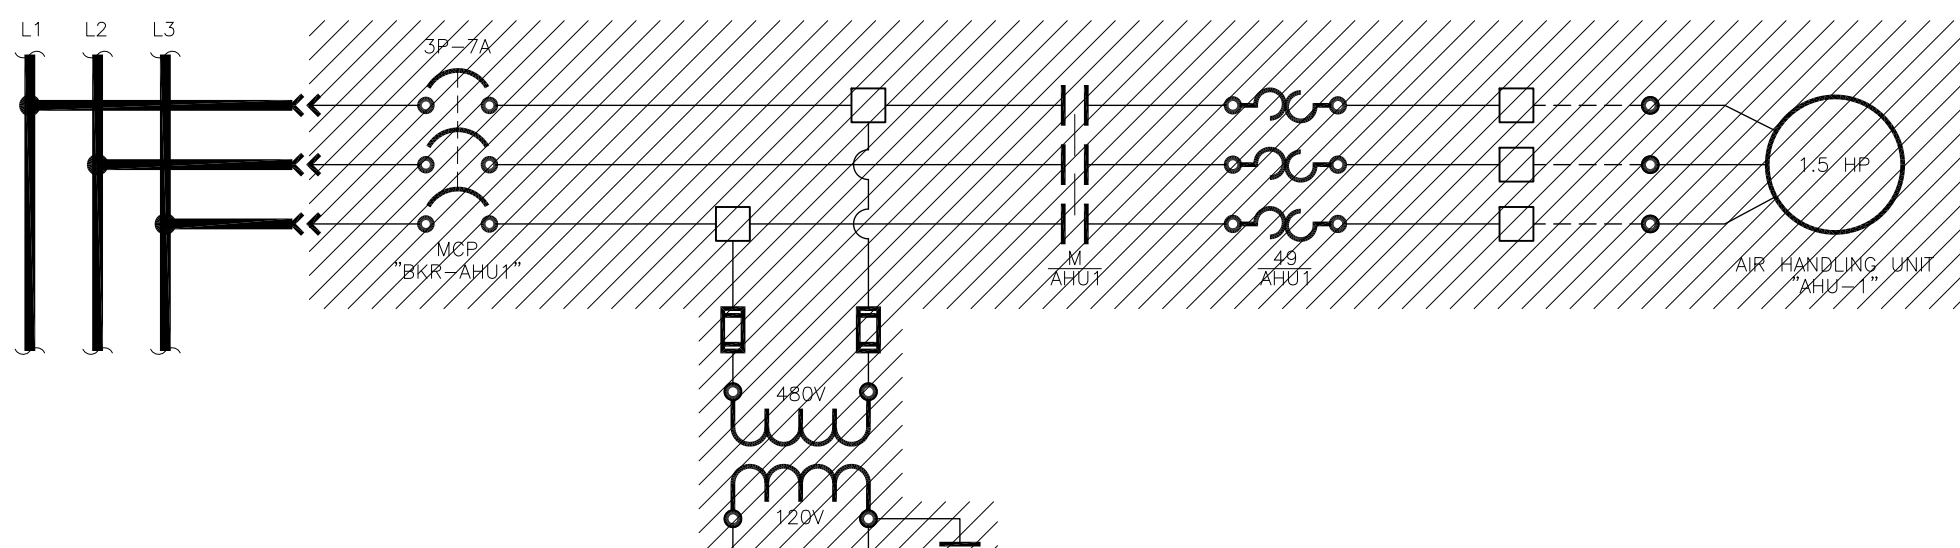 L1 L2 L3
3P-7A
1.5 HP
MCP
"BKR-AHU1"
M
AHU1
49
AHU1
AIR HANDLING UNIT
"AHU-1"
480V
120V